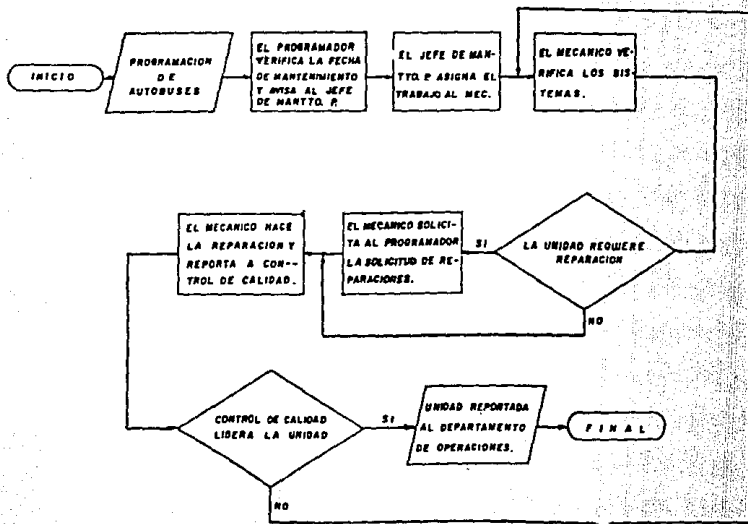 INICIO
PROGRAMACION
DE
AUTOBUSES
EL PROGRAMADOR
VERIFICA LA FECHA
DE MANTENIMIENTO
Y AVISA AL JEFE
DE MANTTO. P.
EL JEFE DE MAN-
TTO. P. ASIGNA EL
TRABAJO AL MEC.
EL MECANICO VE-
RIFICA LOS SIS
TEMAS.
LA UNIDAD REQUIERE
REPARACION
SI
NO
EL MECANICO SOLICI-
TA AL PROGRAMADOR
LA SOLICITUD DE RE-
PARACIONES.
EL MECANICO HACE
LA REPARACION Y
REPORTA A CON--
TROL DE CALIDAD.
CONTROL DE CALIDAD
LIBERA LA UNIDAD
SI
NO
UNIDAD REPORTADA
AL DEPARTAMENTO
DE OPERACIONES.
FINAL